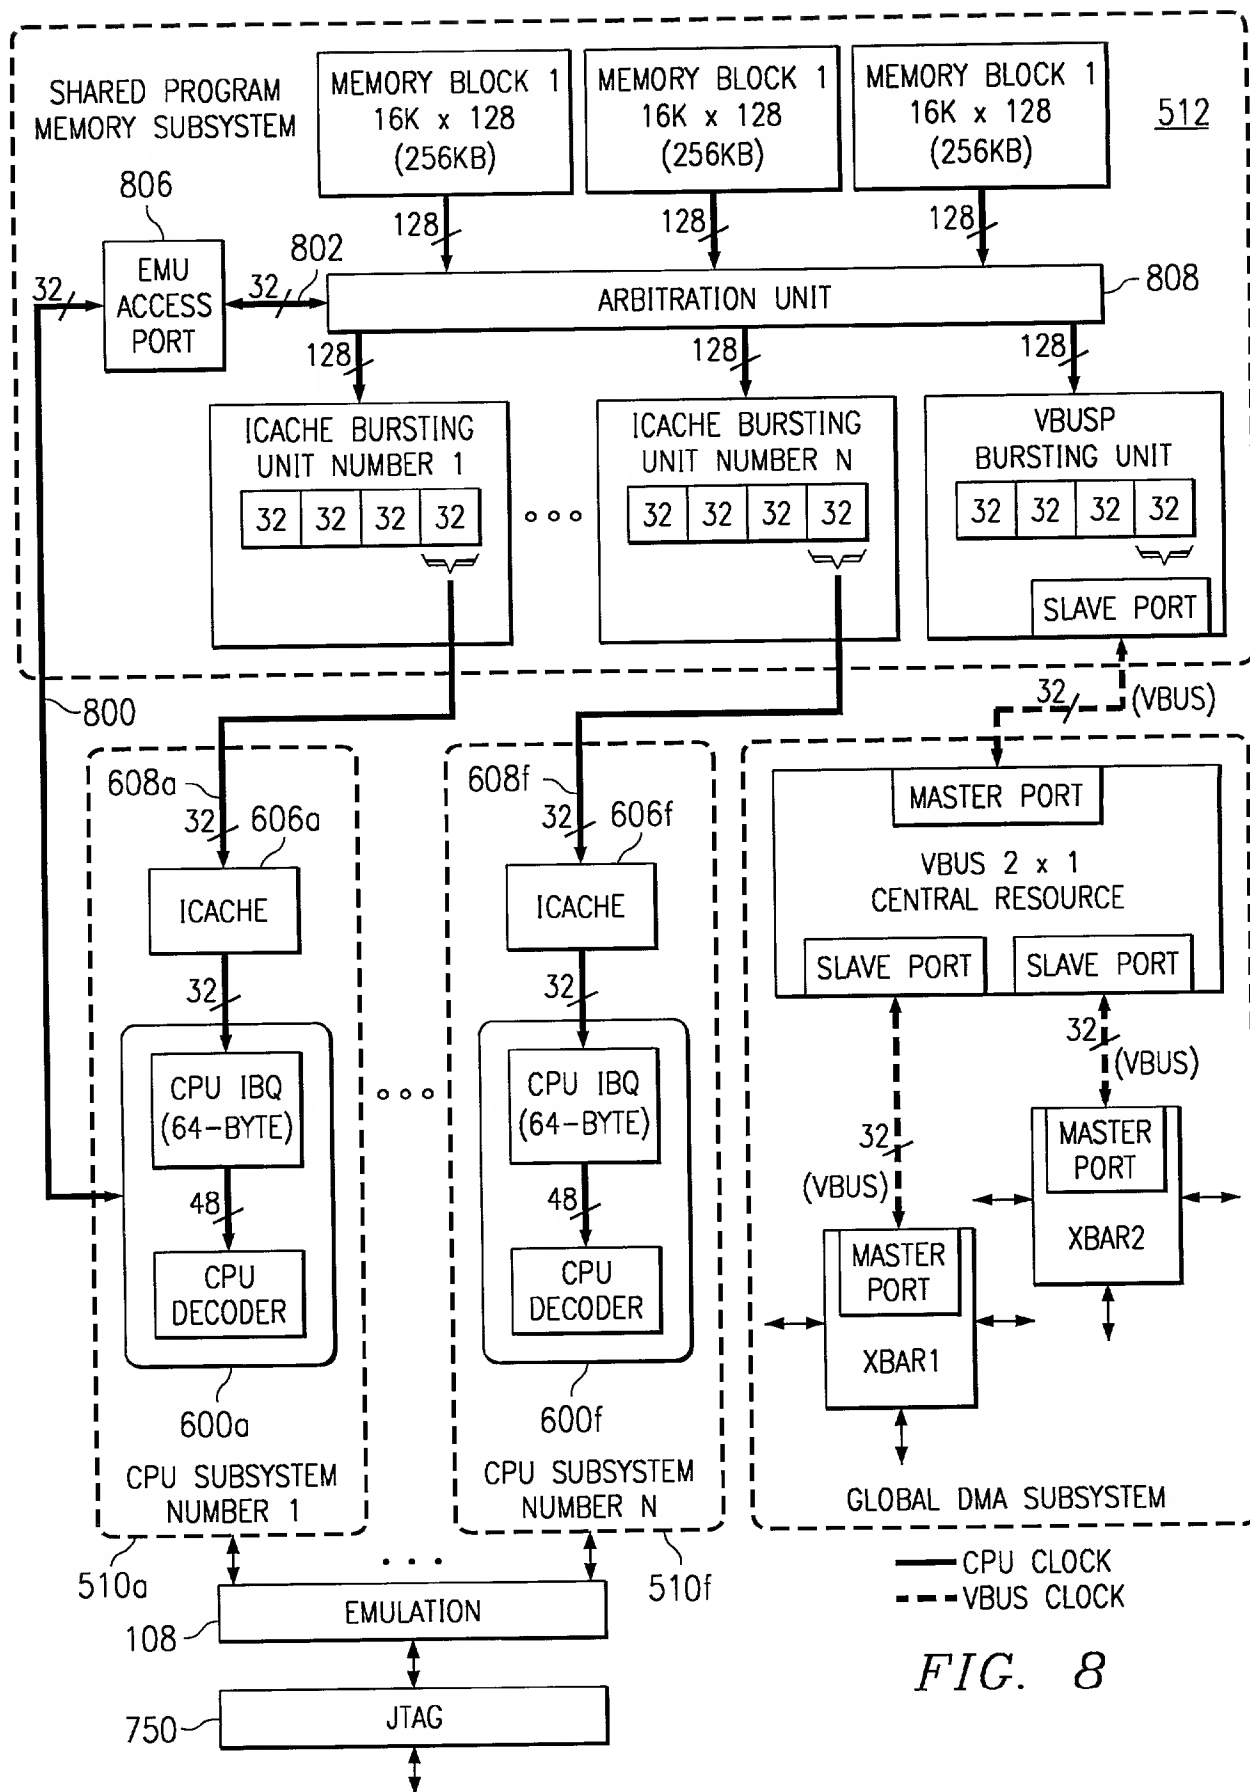 SHARED PROGRAM
MEMORY SUBSYSTEM
MEMORY BLOCK 1
16K x 128
(256KB)
MEMORY BLOCK 1
16K x 128
(256KB)
MEMORY BLOCK 1
16K x 128
(256KB)
512
806
128
128
128
EMU
ACCESS
PORT
32
32
802
ARBITRATION UNIT
808
128
128
128
ICACHE BURSTING
UNIT NUMBER 1
32 32 32 32
ICACHE BURSTING
UNIT NUMBER N
32 32 32 32
VBUSP
BURSTING UNIT
32 32 32 32
SLAVE PORT
800
32
(VBUS)
608a
32
606a
ICACHE
32
CPU IBQ
(64-BYTE)
48
CPU
DECODER
600a
CPU SUBSYSTEM
NUMBER 1
510a
608f
32
606f
ICACHE
32
CPU IBQ
(64-BYTE)
48
CPU
DECODER
600f
CPU SUBSYSTEM
NUMBER N
510f
MASTER PORT
VBUS 2 x 1
CENTRAL RESOURCE
SLAVE PORT
SLAVE PORT
32
(VBUS)
32
(VBUS)
MASTER
PORT
XBAR2
MASTER
PORT
XBAR1
GLOBAL DMA SUBSYSTEM
CPU CLOCK
VBUS CLOCK
EMULATION
108
JTAG
750
FIG. 8